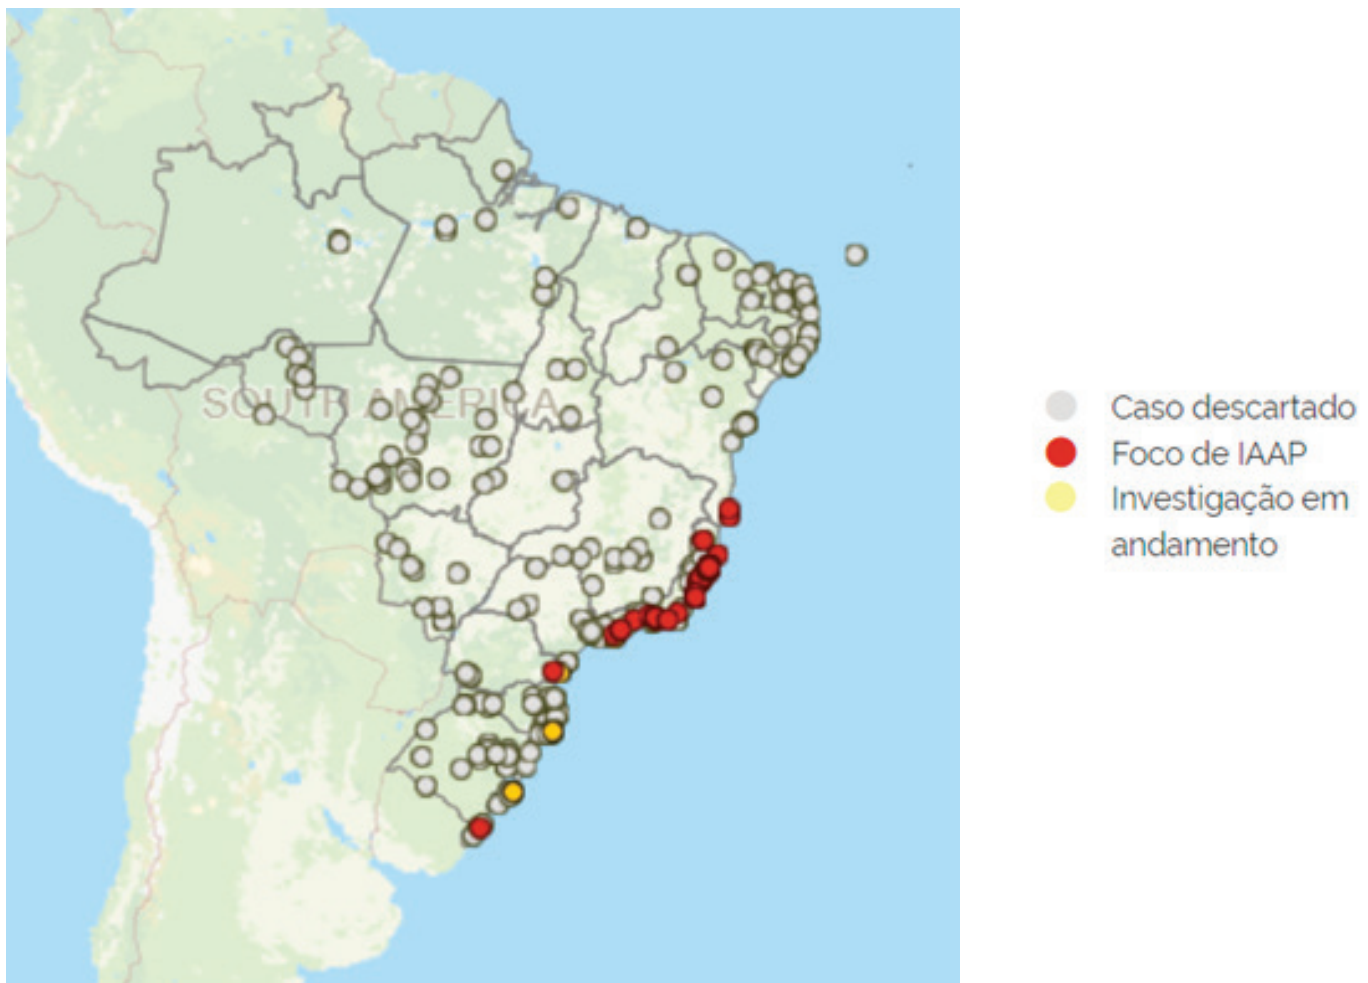 SOUTH AMERICA
Caso descartado
Foco de IAAP
Investigação em
andamento